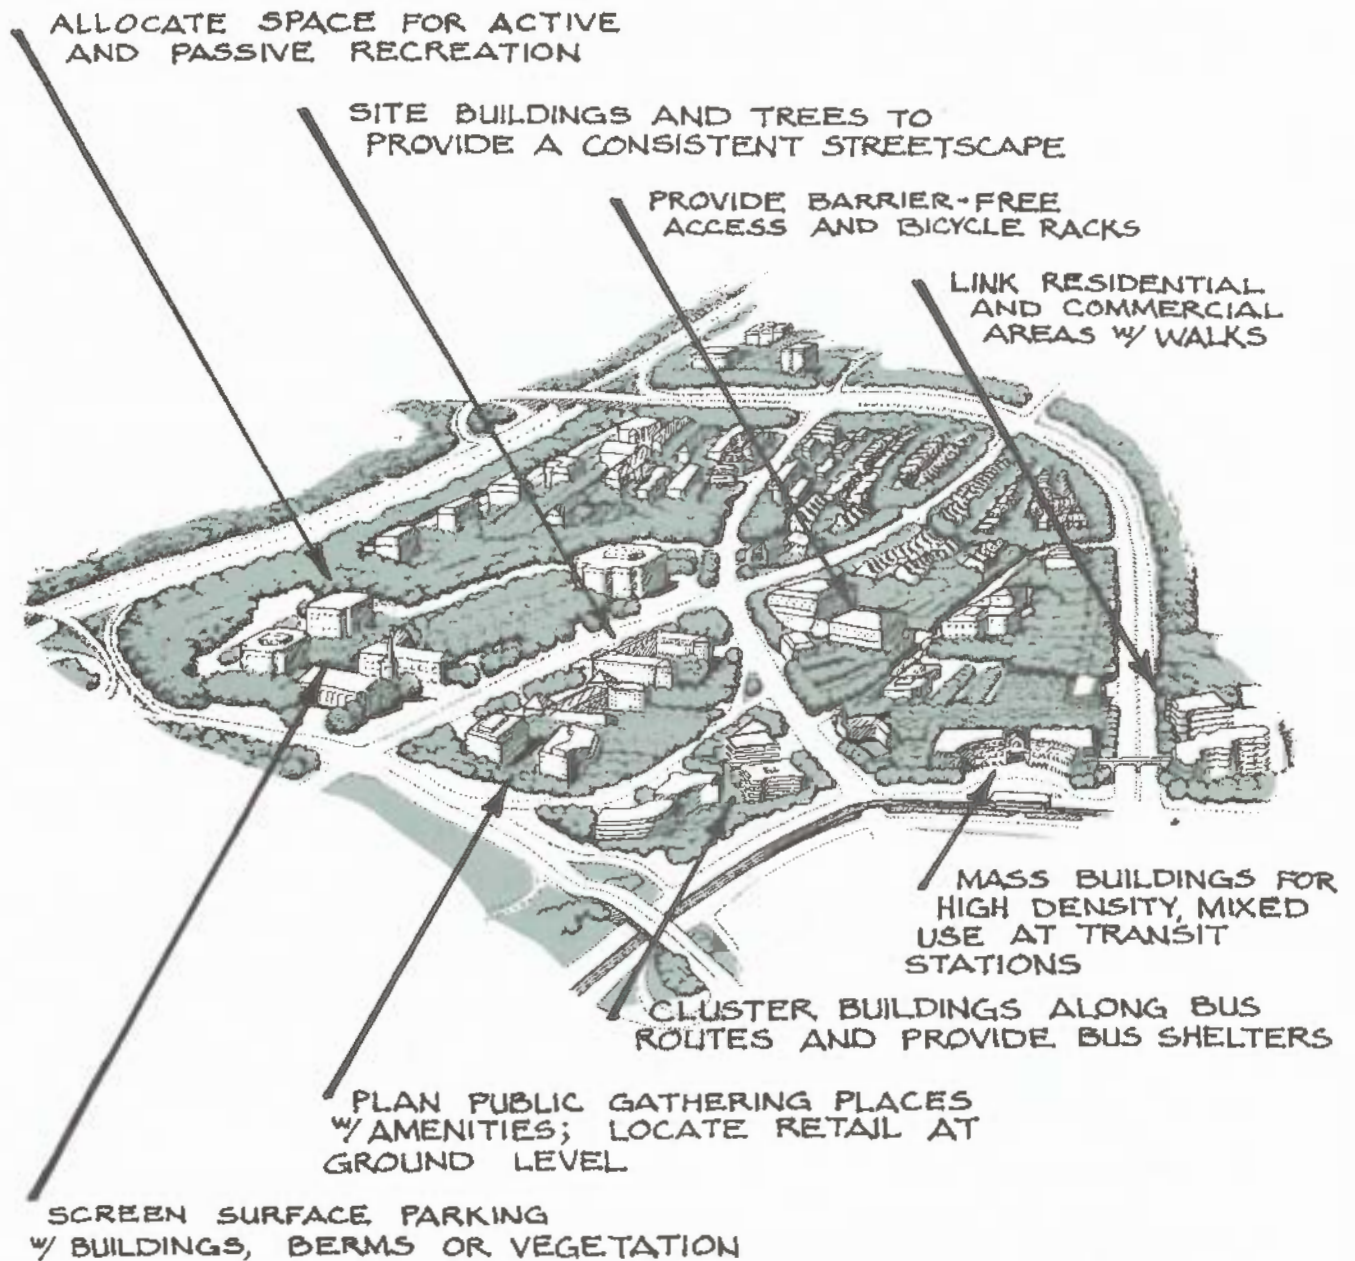 ALLOCATE SPACE FOR ACTIVE
AND PASSIVE RECREATION
SITE BUILDINGS AND TREES TO
PROVIDE A CONSISTENT STREETSCAPE
PROVIDE BARRIER-FREE
ACCESS AND BICYCLE RACKS
LINK RESIDENTIAL
AND COMMERCIAL
AREAS w/ WALKS
MASS BUILDINGS FOR
HIGH DENSITY, MIXED
USE AT TRANSIT
STATIONS
CLUSTER BUILDINGS ALONG BUS
ROUTES AND PROVIDE BUS SHELTERS
PLAN PUBLIC GATHERING PLACES
w/ AMENITIES; LOCATE RETAIL AT
GROUND LEVEL
SCREEN SURFACE PARKING
w/ BUILDINGS, BERMS OR VEGETATION